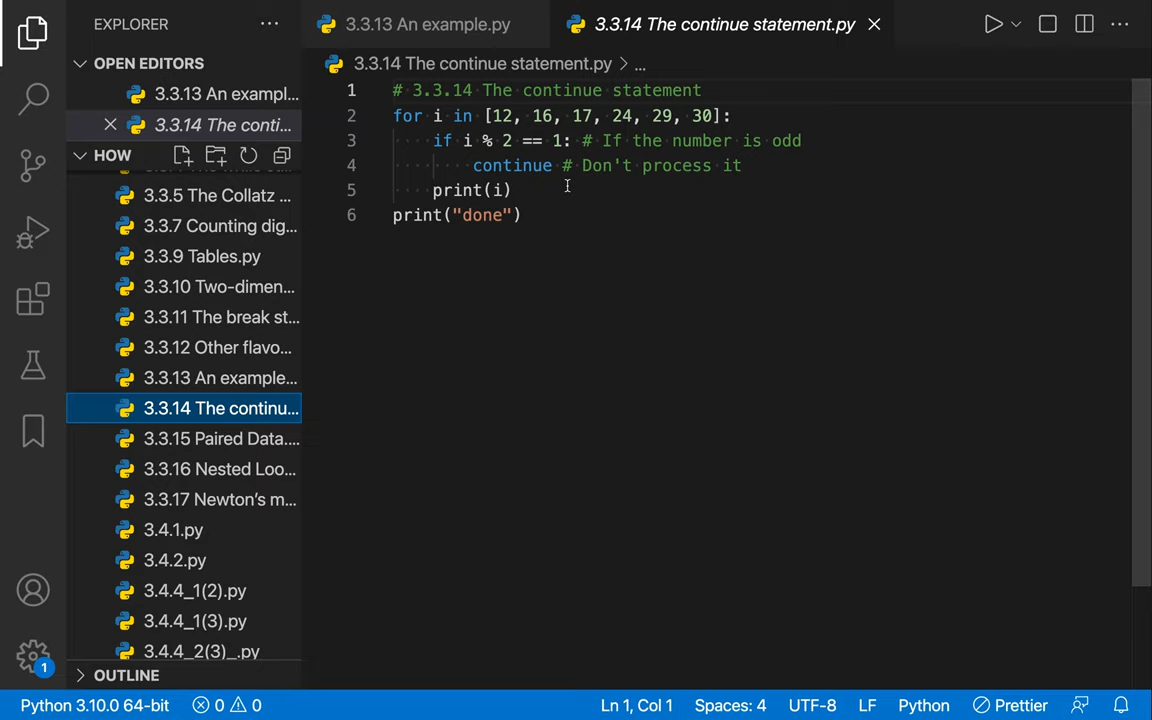 EXPLORER
OPEN EDITORS
3.3.13 An exampl...
3.3.14 The conti...
HOW
3.3.5 The Collatz ...
3.3.7 Counting dig...
3.3.9 Tables.py
3.3.10 Two-dimen...
3.3.11 The break st...
3.3.12 Other flavo...
3.3.13 An example...
3.3.14 The continu...
3.3.15 Paired Data....
3.3.16 Nested Loo...
3.3.17 Newton’s m...
3.4.1.py
3.4.2.py
3.4.4_1(2).py
3.4.4_1(3).py
3.4.4_2(3)_.py
OUTLINE
3.3.13 An example.py
3.3.14 The continue statement.py
3.3.14 The continue statement.py > ...
1 # 3.3.14 The continue statement
2 for i in [12, 16, 17, 24, 29, 30]:
3 if i % 2 == 1: # If the number is odd
4 continue # Don't process it
5 print(i)
6 print("done")
1
Python 3.10.0 64-bit 0 0 Ln 1, Col 1 Spaces: 4 UTF-8 LF Python Prettier